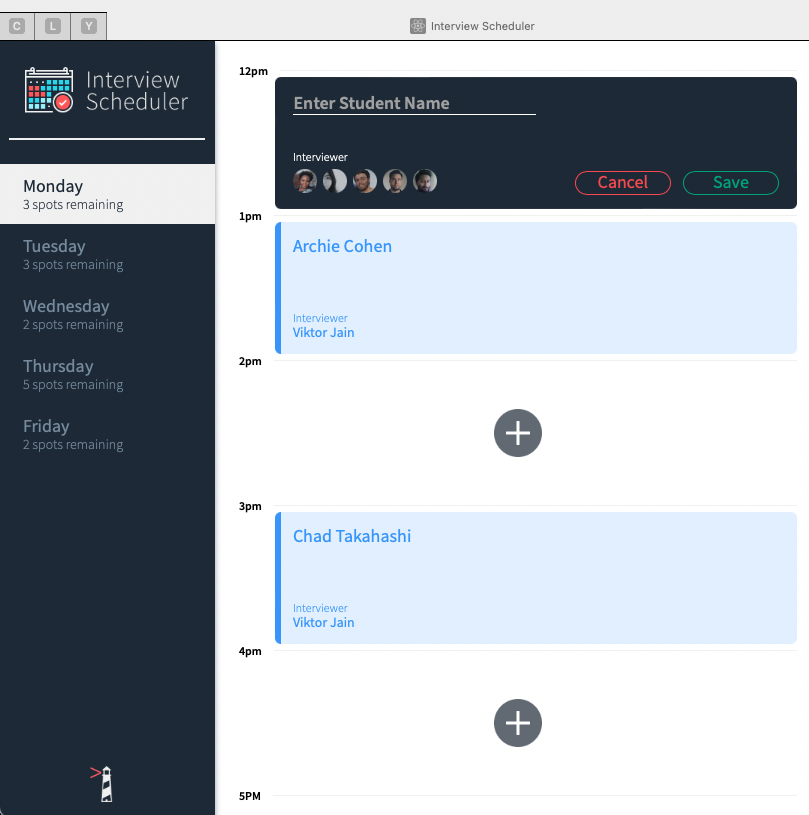 C L Y
Interview Scheduler
Interview
Scheduler
Monday
3 spots remaining
Tuesday
3 spots remaining
Wednesday
2 spots remaining
Thursday
5 spots remaining
Friday
2 spots remaining
12pm
Enter Student Name
Interviewer
Cancel
Save
1pm
Archie Cohen
Interviewer
Viktor Jain
2pm
3pm
Chad Takahashi
Interviewer
Viktor Jain
4pm
5PM